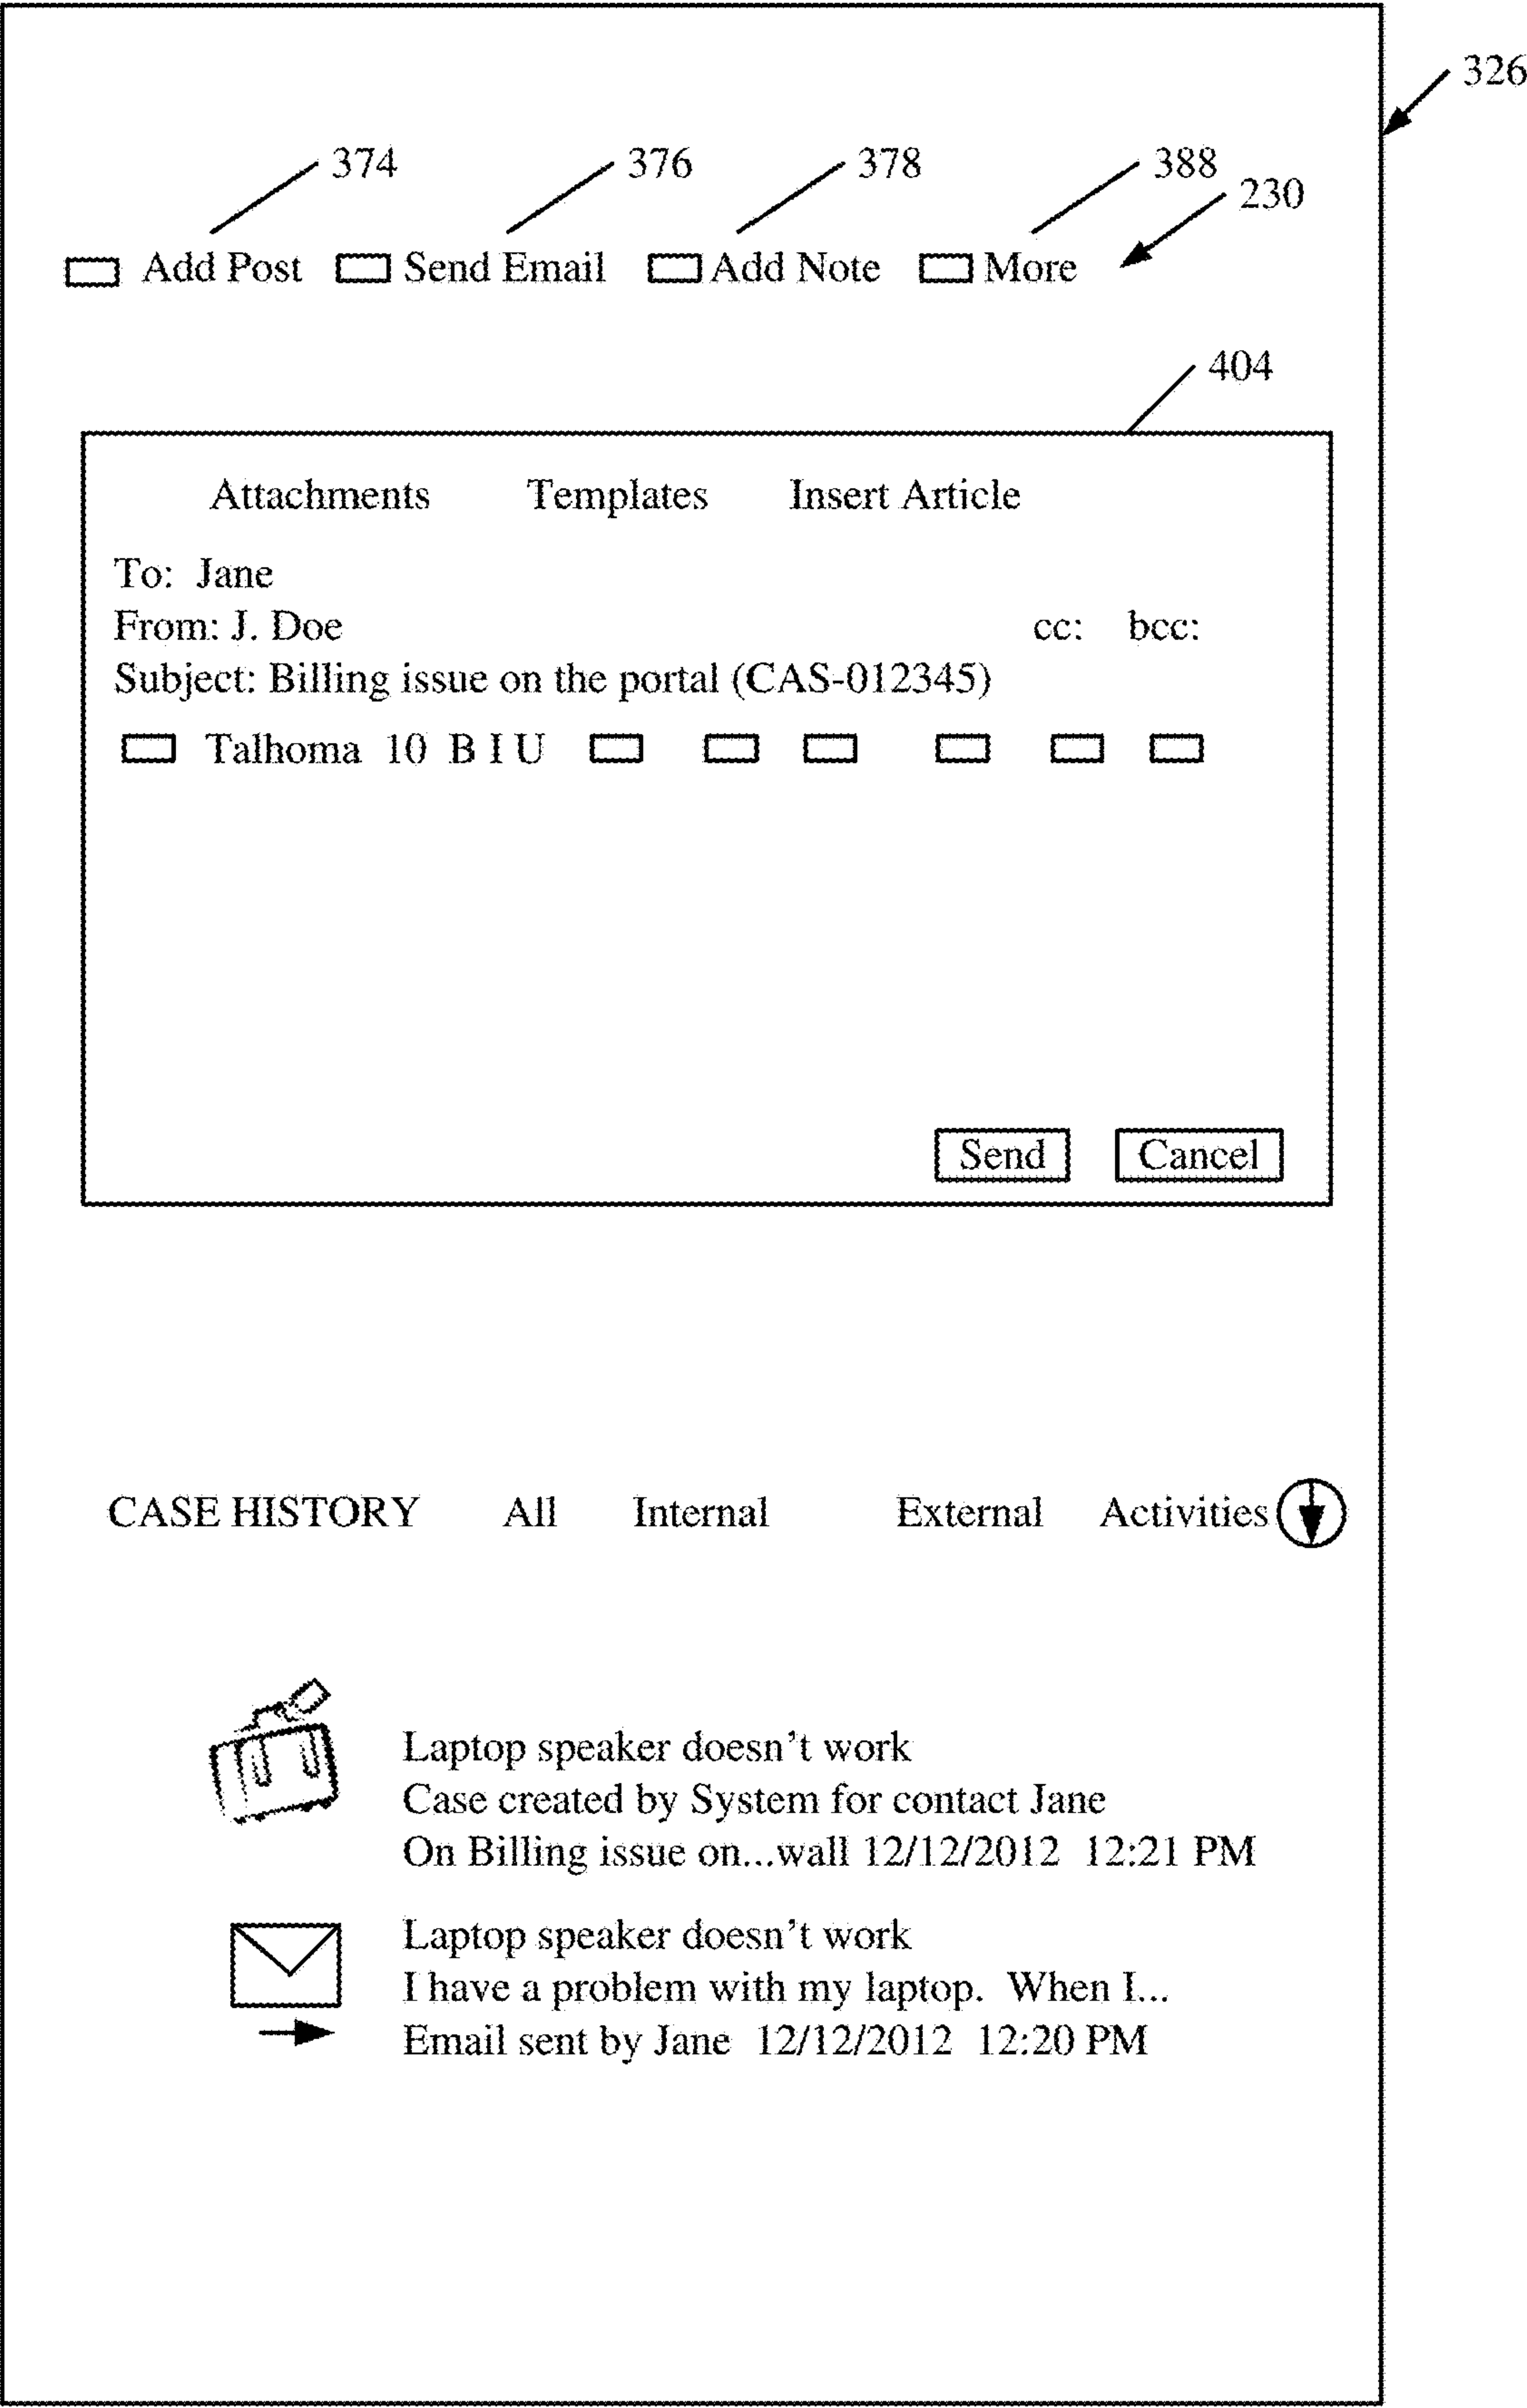 326
374 376 378 388
230
Add Post Send Email Add Note More
404
Attachments Templates Insert Article
To: Jane
From: J. Doe cc: bcc:
Subject: Billing issue on the portal (CAS-012345)
Talhoma 10 B I U
Send Cancel
CASE HISTORY All Internal External Activities
Laptop speaker doesn't work
Case created by System for contact Jane
On Billing issue on...wall 12/12/2012 12:21 PM
Laptop speaker doesn't work
I have a problem with my laptop. When I...
Email sent by Jane 12/12/2012 12:20 PM